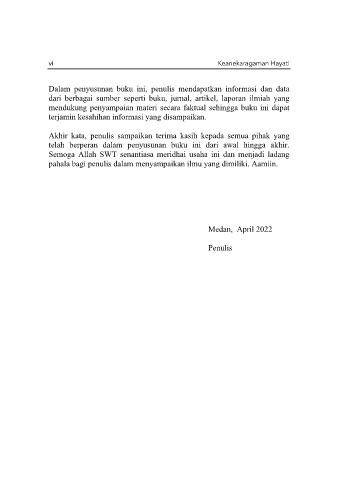 vi Keanekaragaman Hayati
Dalam penyusunan buku ini, penulis mendapatkan informasi dan data
dari berbagai sumber seperti buku, jurnal, artikel, laporan ilmiah yang
mendukung penyampaian materi secara faktual sehingga buku ini dapat
terjamin kesahihan informasi yang disampaikan.
Akhir kata, penulis sampaikan terima kasih kepada semua pihak yang
telah berperan dalam penyusunan buku ini dari awal hingga akhir.
Semoga Allah SWT senantiasa meridhai usaha ini dan menjadi ladang
pahala bagi penulis dalam menyampaikan ilmu yang dimiliki. Aamiin.
Medan, April 2022
Penulis